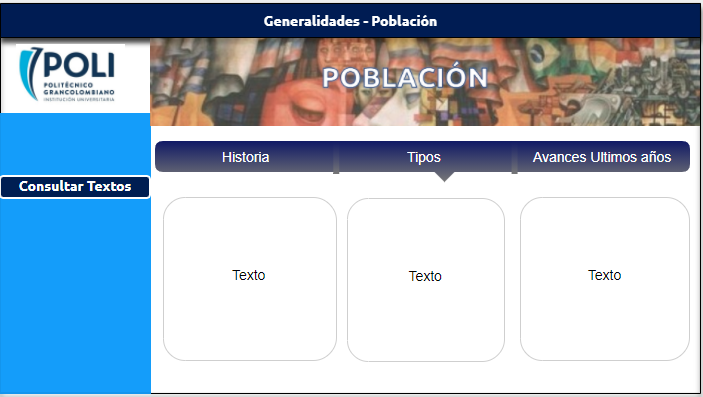 Generalidades - Población
POLI
POLITÉCNICO
GRANCOLOMBIANO
INSTITUCIÓN UNIVERSITARIA
POBLACIÓN
Historia
Tipos
Avances Ultimos años
Consultar Textos
Texto
Texto
Texto